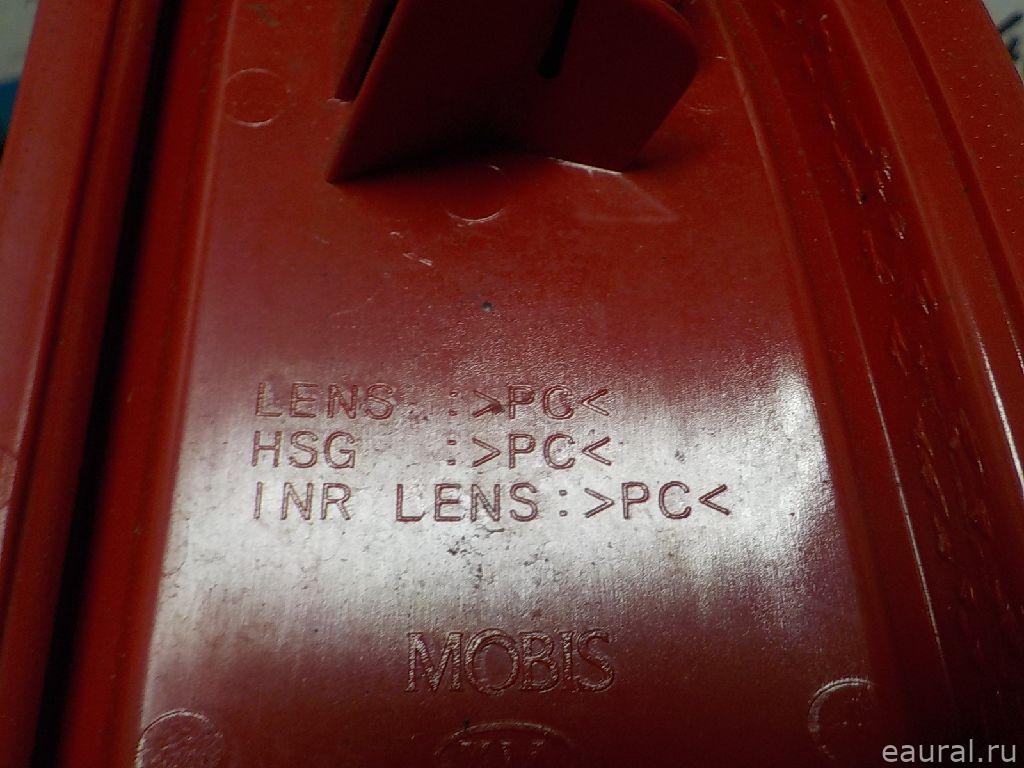 LENS :>PC<
HSG :>PC<
INR LENS:>PC<
MOBIS
eaural.ru